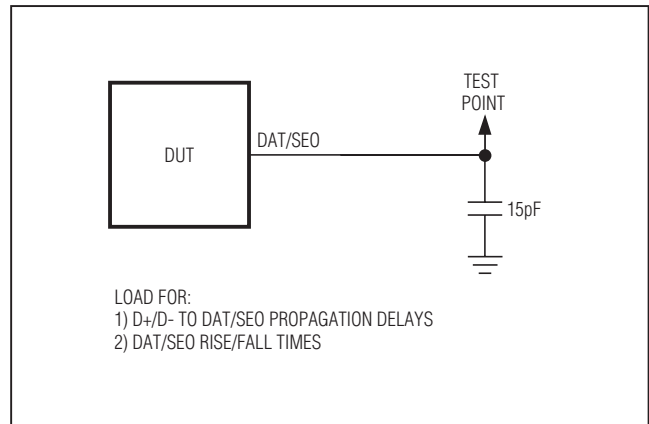 TEST
POINT
DAT/SEO
DUT
15pF
LOAD FOR:
1) D+/D- TO DAT/SEO PROPAGATION DELAYS
2) DAT/SEO RISE/FALL TIMES